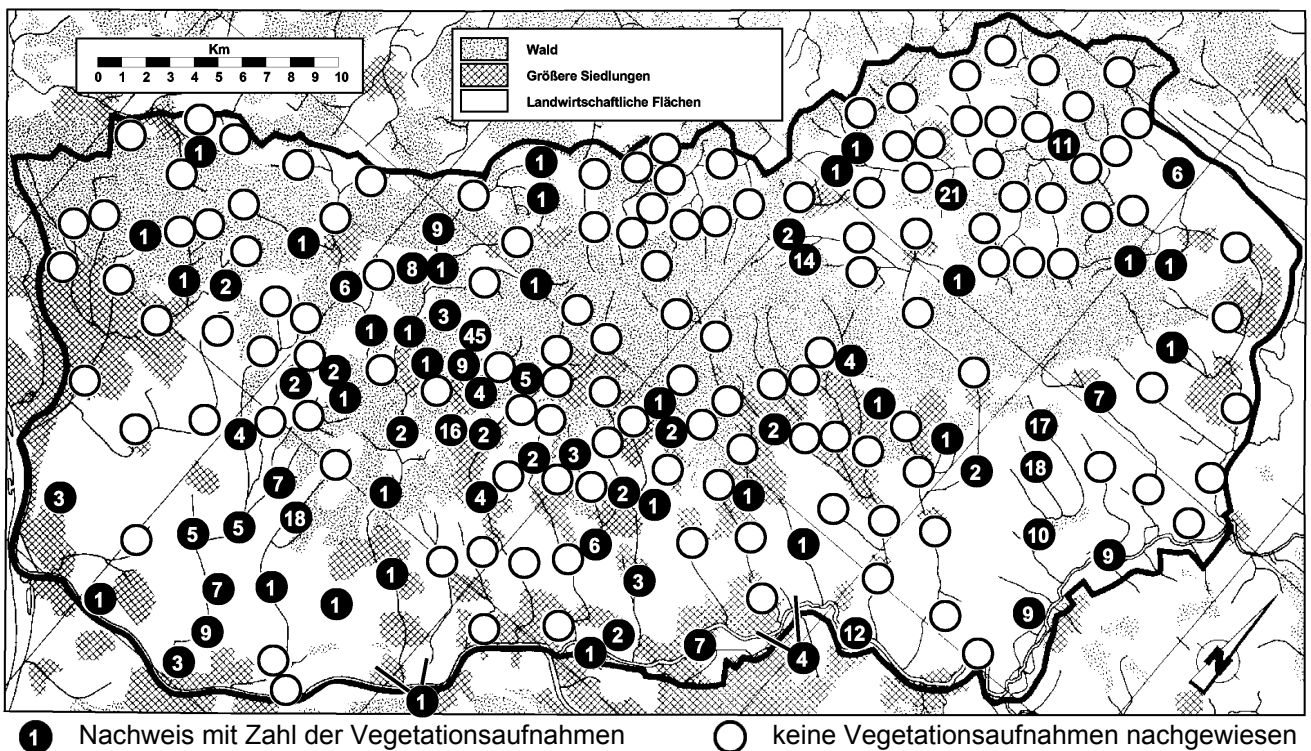 Km
0 1 2 3 4 5 6 7 8 9 10
Wald
Größere Siedlungen
Landwirtschaftliche Flächen
1 1 1 11
1 6
1 21
1 1 9 2
8 1 14 1 1
1 2 6 1 1
1 1 3 45
1 9 4 1
2 2 4 5
1 1 1 7
4 2 16 2 2 2 1 17
2 3 2 18
3 7 1 4 2 1 1
5 5 18 6 1 10 9
7 1 1 3
1 1 9
9 2 7 12
3 1 4
1
N
1 Nachweis mit Zahl der Vegetationsaufnahmen
keine Vegetationsaufnahmen nachgewiesen